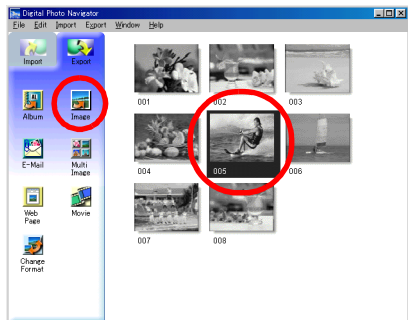 Digital Photo Navigator
File Edit Import Export Window Help
Import Export
Album Image
E-Mail Multi Image
Web Page Movie
Change Format
001 002 003
004 005 006
007 008